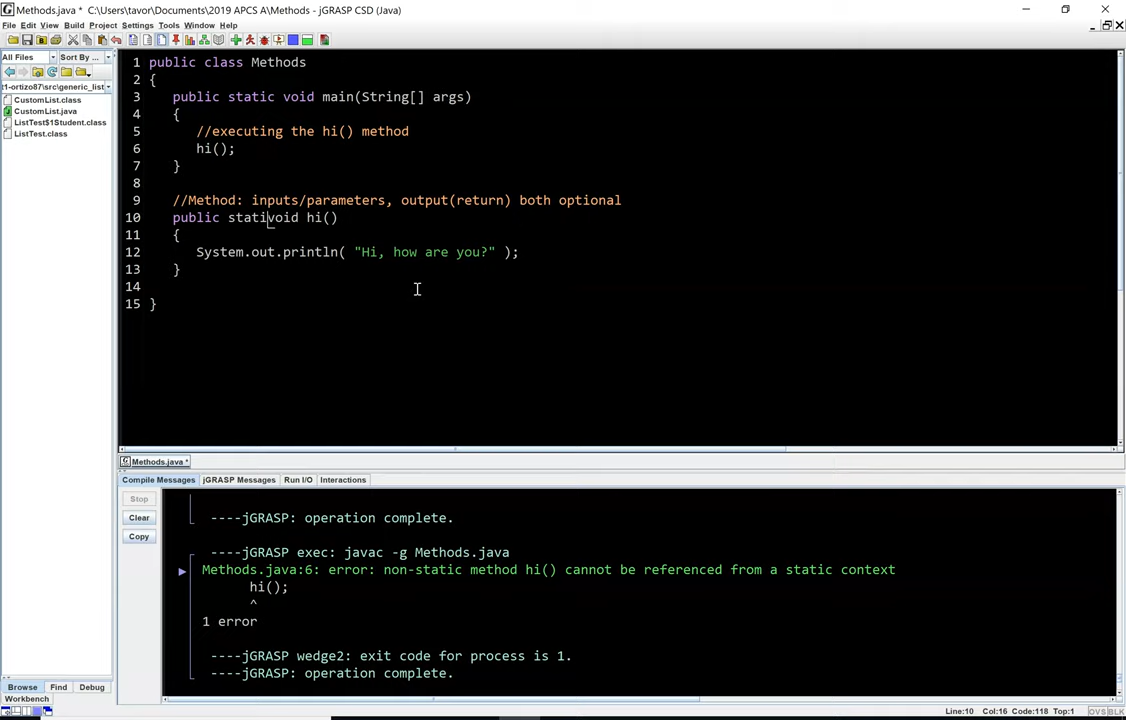 Methods.java * C:\Users\tavor\Documents\2019 APCS A\Methods - jGRASP CSD (Java)
File Edit View Build Project Settings Tools Window Help
All Files Sort By ...
t1-ortizo87\src\generic_list
CustomList.class
CustomList.java
ListTest$1Student.class
ListTest.class
1 public class Methods
2 {
3 public static void main(String[] args)
4 {
5 //executing the hi() method
6 hi();
7 }
8
9 //Method: inputs/parameters, output(return) both optional
10 public stativoid hi()
11 {
12 System.out.println( "Hi, how are you?" );
13 }
14
15 }
Methods.java *
Compile Messages jGRASP Messages Run I/O Interactions
Stop
Clear
Copy
----jGRASP: operation complete.
----jGRASP exec: javac -g Methods.java
Methods.java:6: error: non-static method hi() cannot be referenced from a static context
hi();
^
1 error
----jGRASP wedge2: exit code for process is 1.
----jGRASP: operation complete.
Browse Find Debug
Workbench
Line:10 Col:16 Code:118 Top:1 OVS BLK